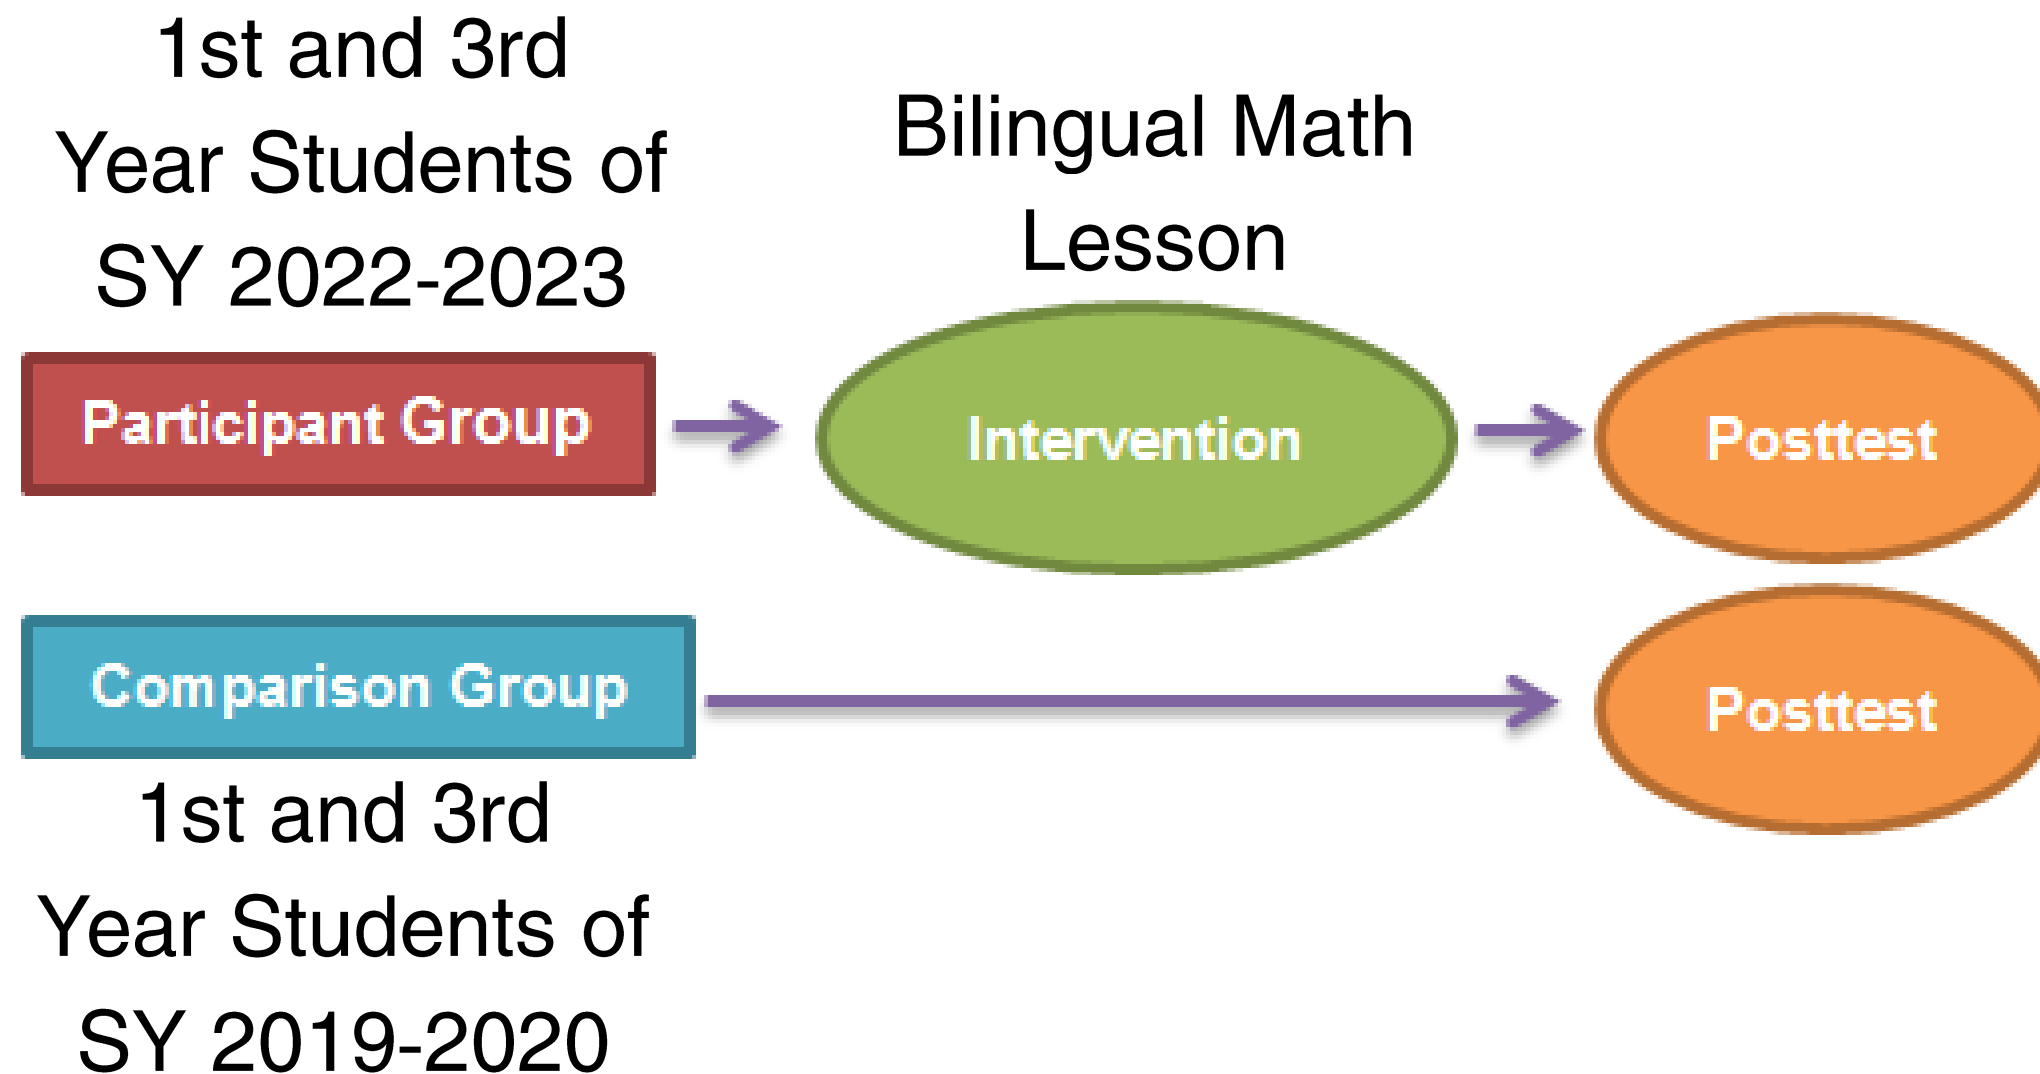 1st and 3rd
Year Students of
SY 2022-2023
Bilingual Math
Lesson
Participant Group
Intervention
Posttest
Comparison Group
Posttest
1st and 3rd
Year Students of
SY 2019-2020